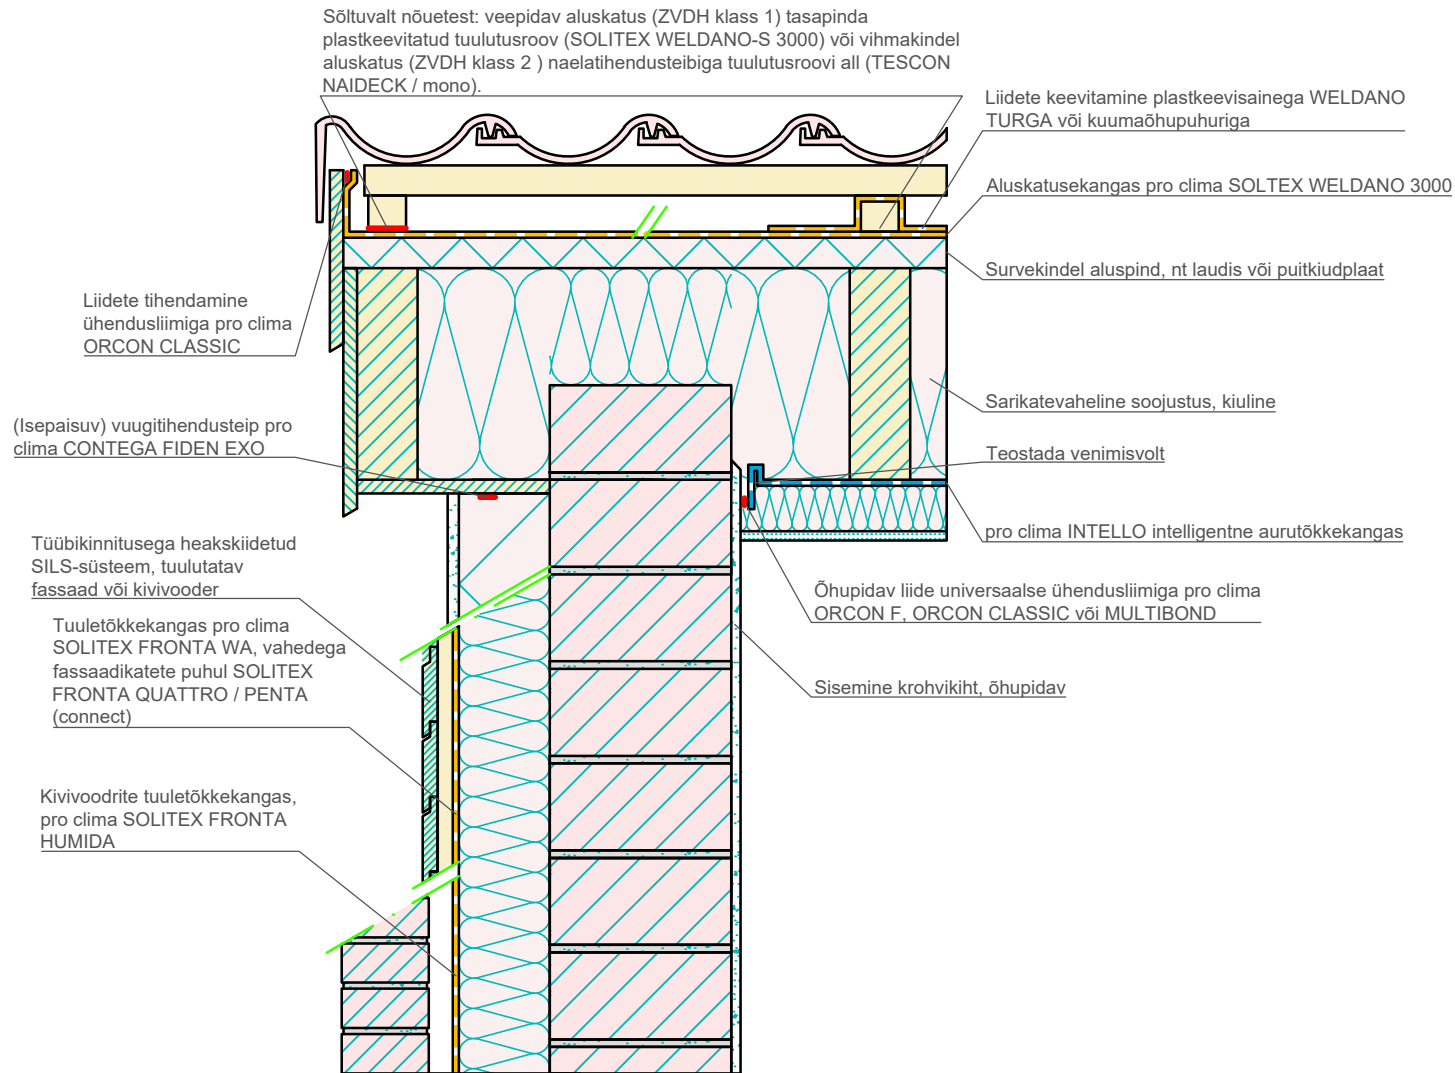 Sõltuvalt nõuetest: veepidav aluskatus (ZVDH klass 1) tasapinda
plastkeevitatud tuulutusroov (SOLITEX WELDANO-S 3000) või vihmakindel
aluskatus (ZVDH klass 2 ) naelatihendusteibiga tuulutusroovi all (TESCON
NAIDECK / mono).
Liidete keevitamine plastkeevisainega WELDANO
TURGA või kuumaõhupuhuriga
Aluskatusekangas pro clima SOLTEX WELDANO 3000
Survekindel aluspind, nt laudis või puitkiudplaat
Liidete tihendamine
ühendusliimiga pro clima
ORCON CLASSIC
Sarikatevaheline soojustus, kiuline
(Isepaisuv) vuugitihendusteip pro
clima CONTEGA FIDEN EXO
Teostada venimisvolt
pro clima INTELLO intelligentne aurutõkkekangas
Tüübikinnitusega heakskiidetud
SILS-süsteem, tuulutatav
fassaad või kivivooder
Õhupidav liide universaalse ühendusliimiga pro clima
ORCON F, ORCON CLASSIC või MULTIBOND
Tuuletõkkekangas pro clima
SOLITEX FRONTA WA, vahedega
fassaadikatete puhul SOLITEX
FRONTA QUATTRO / PENTA
(connect)
Sisemine krohvikiht, õhupidav
Kivivoodrite tuuletõkkekangas,
pro clima SOLITEX FRONTA
HUMIDA